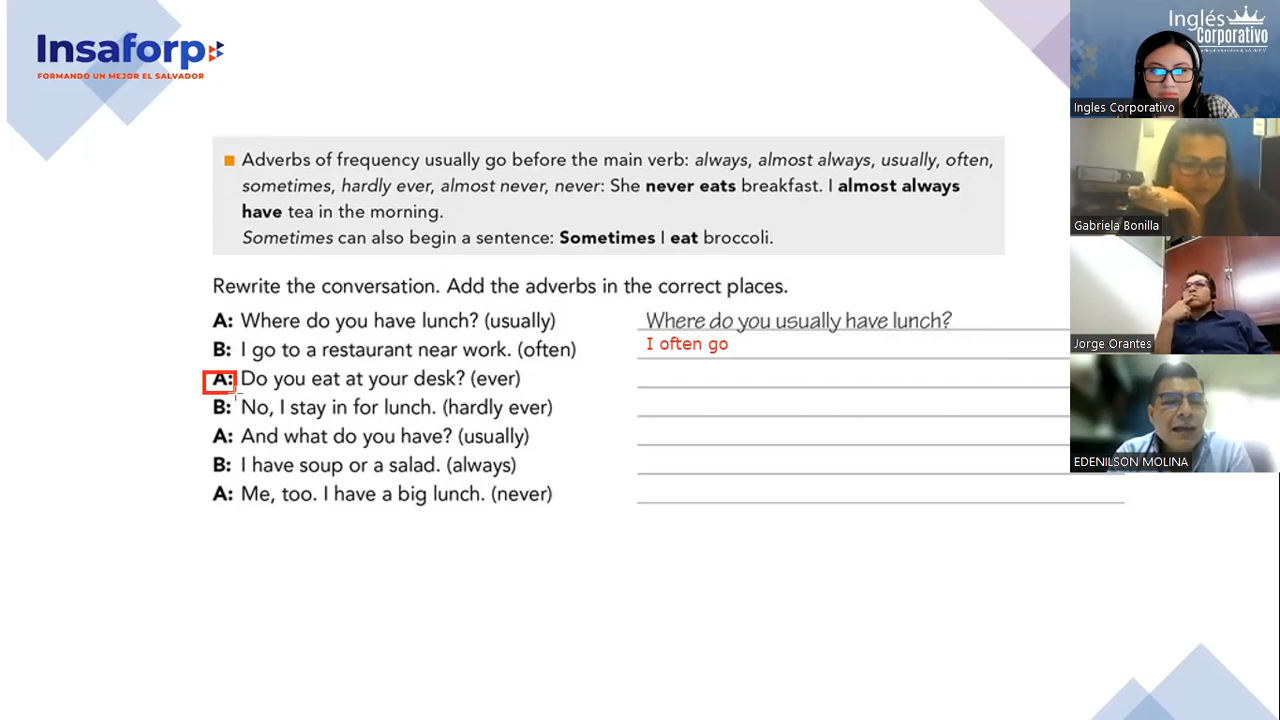 Insaforp
FORMANDO UN MEJOR EL SALVADOR
Adverbs of frequency usually go before the main verb: always, almost always, usually, often,
sometimes, hardly ever, almost never, never: She never eats breakfast. I almost always
have tea in the morning.
Sometimes can also begin a sentence: Sometimes I eat broccoli.
Rewrite the conversation. Add the adverbs in the correct places.
A: Where do you have lunch? (usually)
Where do you usually have lunch?
B: I go to a restaurant near work. (often)
I often go
A: Do you eat at your desk? (ever)
B: No, I stay in for lunch. (hardly ever)
A: And what do you have? (usually)
B: I have soup or a salad. (always)
A: Me, too. I have a big lunch. (never)
Inglés
Corporativo
Ingles Corporativo
Gabriela Bonilla
Jorge Orantes
EDENILSON MOLINA